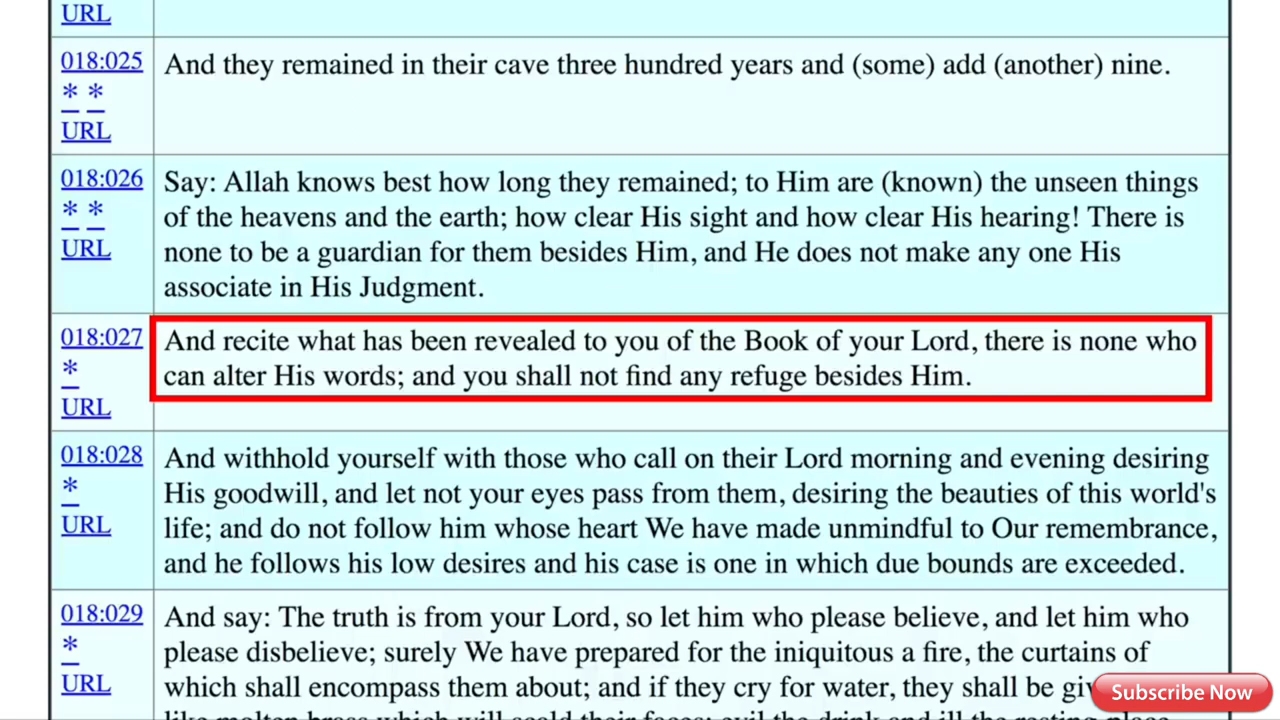 URL
018:025
* *
URL
And they remained in their cave three hundred years and (some) add (another) nine.
018:026
* *
URL
Say: Allah knows best how long they remained; to Him are (known) the unseen things
of the heavens and the earth; how clear His sight and how clear His hearing! There is
none to be a guardian for them besides Him, and He does not make any one His
associate in His Judgment.
018:027
*
URL
And recite what has been revealed to you of the Book of your Lord, there is none who
can alter His words; and you shall not find any refuge besides Him.
018:028
*
URL
And withhold yourself with those who call on their Lord morning and evening desiring
His goodwill, and let not your eyes pass from them, desiring the beauties of this world's
life; and do not follow him whose heart We have made unmindful to Our remembrance,
and he follows his low desires and his case is one in which due bounds are exceeded.
018:029
*
URL
And say: The truth is from your Lord, so let him who please believe, and let him who
please disbelieve; surely We have prepared for the iniquitous a fire, the curtains of
which shall encompass them about; and if they cry for water, they shall be
Subscribe Now